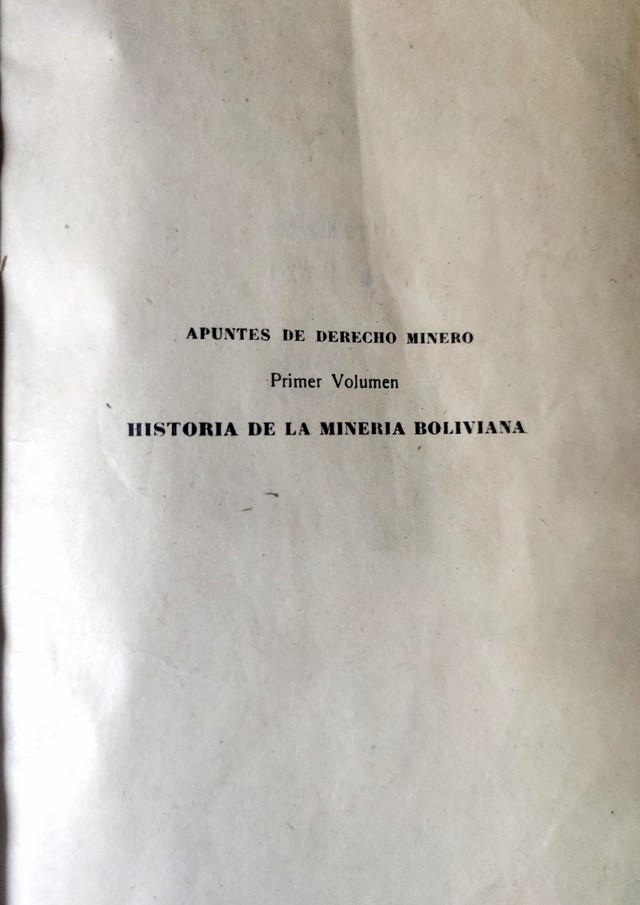 APUNTES DE DERECHO MINERO
Primer Volumen
HISTORIA DE LA MINERIA BOLIVIANA